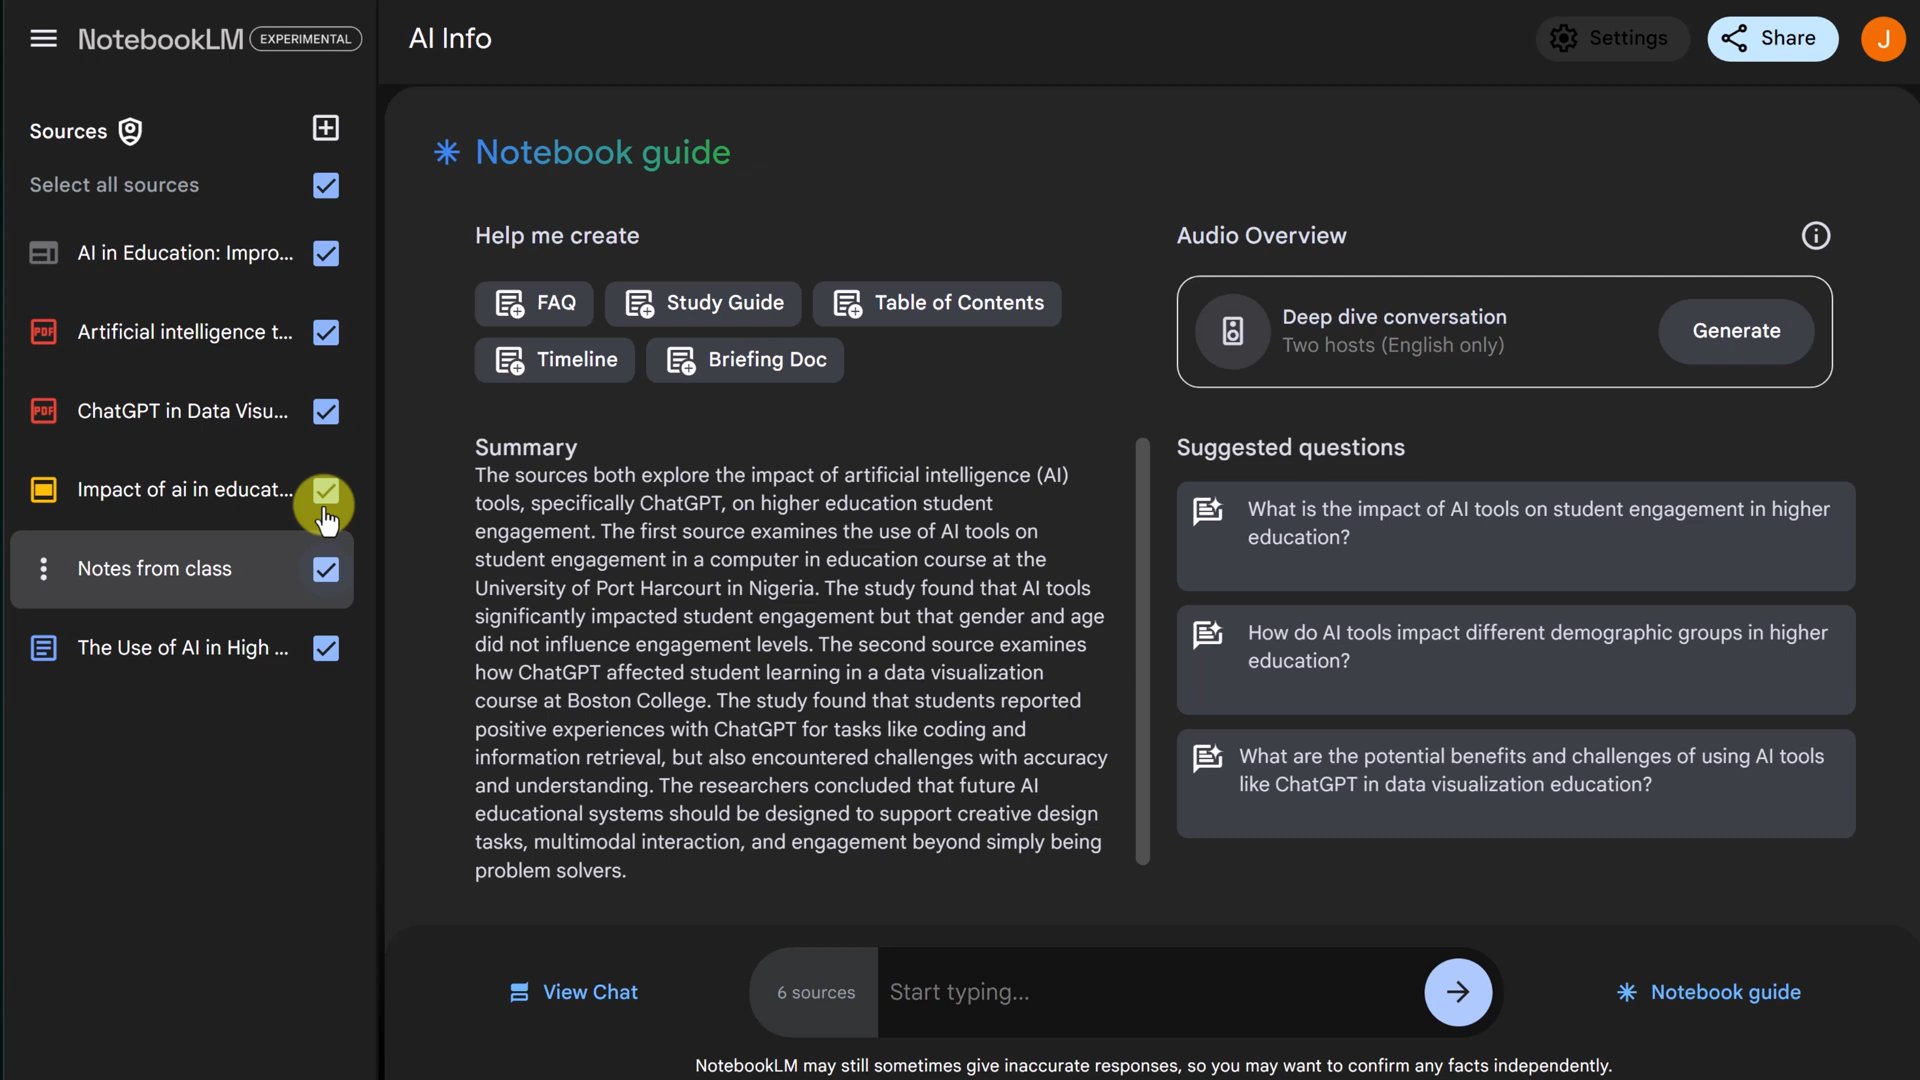 NotebookLM EXPERIMENTAL
AI Info
Settings
Share
J
Sources
Select all sources
AI in Education: Impro...
PDF Artificial intelligence t...
PDF ChatGPT in Data Visu...
Impact of ai in educat...
Notes from class
The Use of AI in High ...
Notebook guide
Help me create
FAQ
Study Guide
Table of Contents
Timeline
Briefing Doc
Audio Overview
Deep dive conversation
Two hosts (English only)
Generate
Summary
The sources both explore the impact of artificial intelligence (AI)
tools, specifically ChatGPT, on higher education student
engagement. The first source examines the use of AI tools on
student engagement in a computer in education course at the
University of Port Harcourt in Nigeria. The study found that AI tools
significantly impacted student engagement but that gender and age
did not influence engagement levels. The second source examines
how ChatGPT affected student learning in a data visualization
course at Boston College. The study found that students reported
positive experiences with ChatGPT for tasks like coding and
information retrieval, but also encountered challenges with accuracy
and understanding. The researchers concluded that future AI
educational systems should be designed to support creative design
tasks, multimodal interaction, and engagement beyond simply being
problem solvers.
Suggested questions
What is the impact of AI tools on student engagement in higher
education?
How do AI tools impact different demographic groups in higher
education?
What are the potential benefits and challenges of using AI tools
like ChatGPT in data visualization education?
View Chat
6 sources
Start typing...
Notebook guide
NotebookLM may still sometimes give inaccurate responses, so you may want to confirm any facts independently.